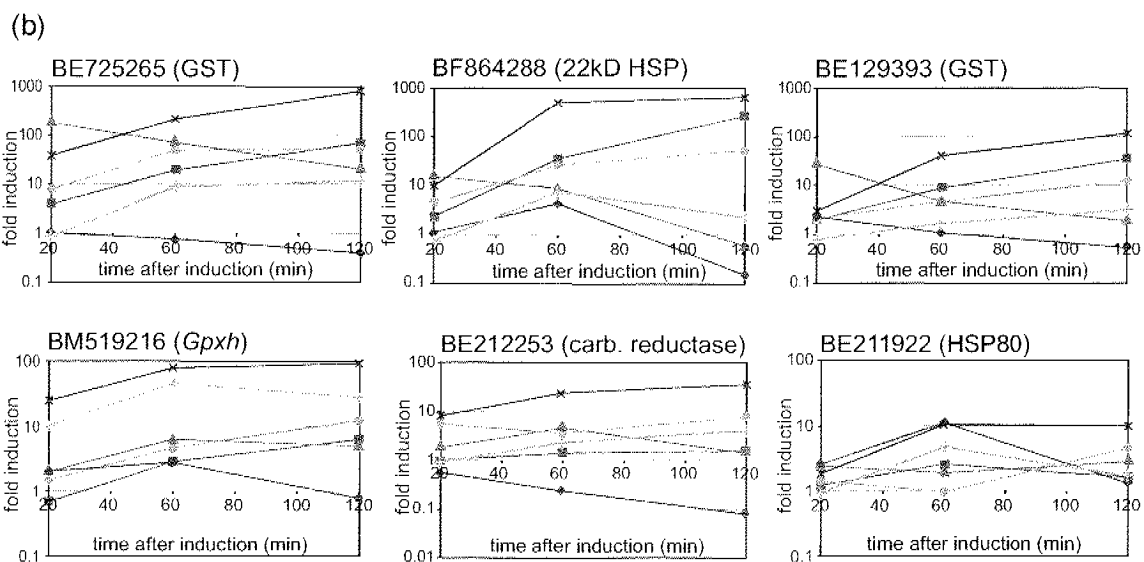 (b)
BE725265 (GST)
1000
100
10
1
0.1
fold induction
20 40 60 80 100 120
time after induction (min)
BF864288 (22kD HSP)
1000
100
10
1
0.1
fold induction
20 40 60 80 100 120
time after induction (min)
BE129393 (GST)
1000
100
10
1
0.1
fold induction
20 40 60 80 100 120
time after induction (min)
BM519216 (Gpxh)
100
10
1
0.1
fold induction
20 40 60 80 100 120
time after induction (min)
BE212253 (carb. reductase)
100
10
1
0.1
0.01
fold induction
20 40 60 80 100 120
time after induction (min)
BE211922 (HSP80)
100
10
1
0.1
fold induction
20 40 60 80 100 120
time after induction (min)